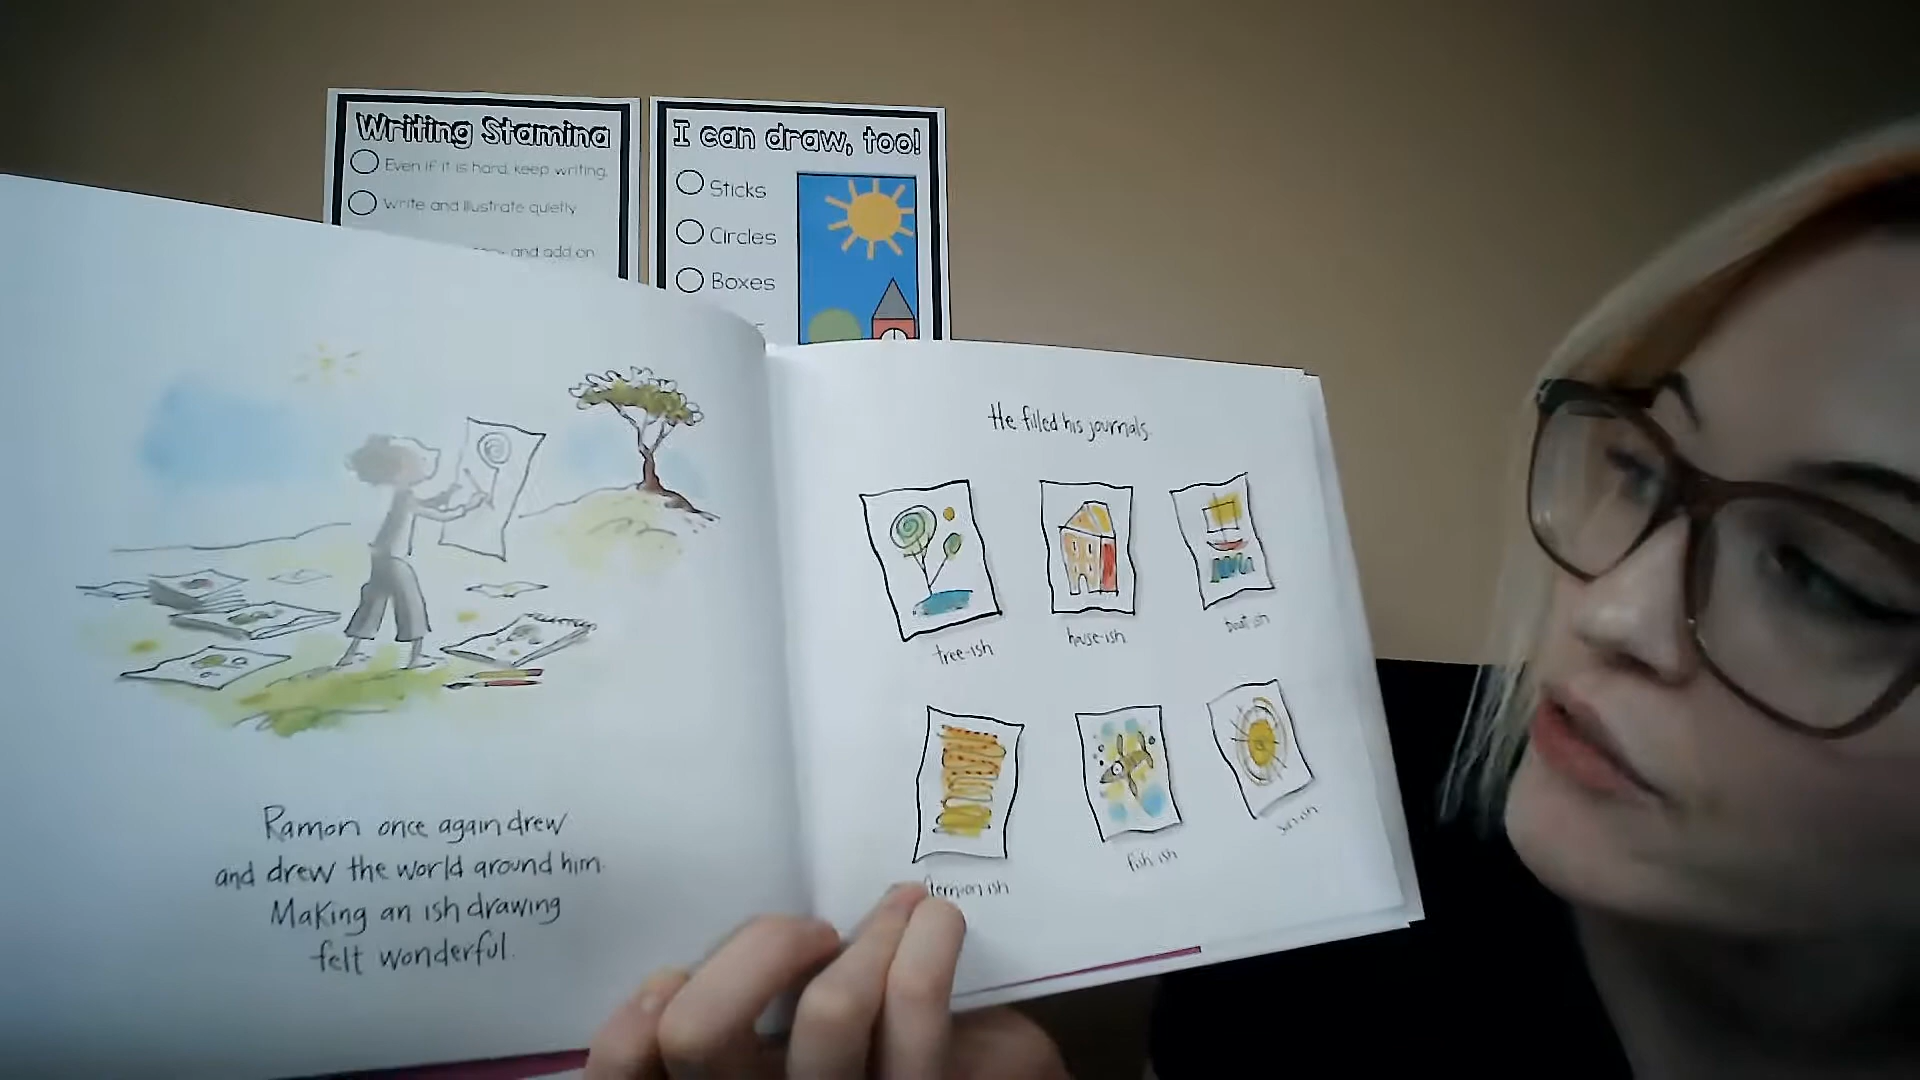 Writing Stamina
Even if it is hard, keep writing.
Write and illustrate quietly
and add on
I can draw, too!
Sticks
Circles
Boxes
Ramon once again drew
and drew the world around him.
Making an ish drawing
felt wonderful.
He filled his journals.
tree-ish
house-ish
boat-ish
fish-ish
sun-ish